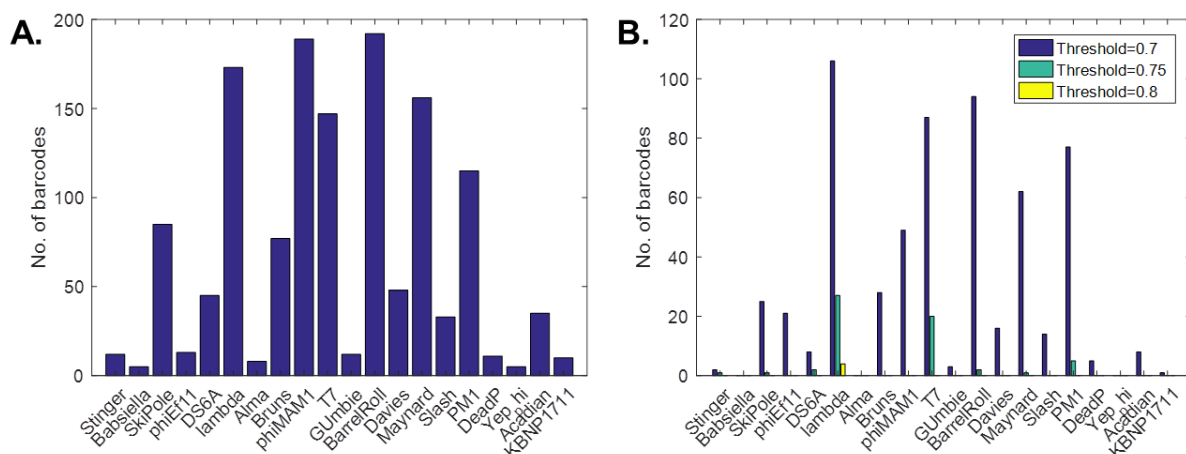 A.
No. of barcodes
200
150
100
50
0
Stinger
Babsiella
SkiPole
phiEf11
DS6A
lambda
Alma
Bruns
phiMAM1
T7
GUmbie
BarrelRoll
Davies
Maynard
Slash
PM1
DeadP
Yep_hi
Acadian
KBNP1711
B.
No. of barcodes
120
100
80
60
40
20
0
Threshold=0.7
Threshold=0.75
Threshold=0.8
Stinger
Babsiella
SkiPole
phiEf11
DS6A
lambda
Alma
Bruns
phiMAM1
T7
GUmbie
BarrelRoll
Davies
Maynard
Slash
PM1
DeadP
Yep_hi
Acadian
KBNP1711